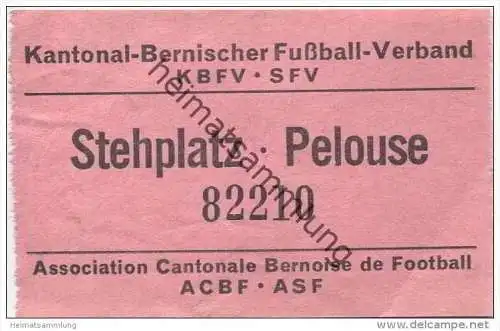 Kantonal-Bernischer Fußball-Verband
KBFV · SFV
Stehplatz · Pelouse
82210
heimatsammlung
Association Cantonale Bernoise de Football
ACBF · ASF
Heimatsammlung
delcampe.net